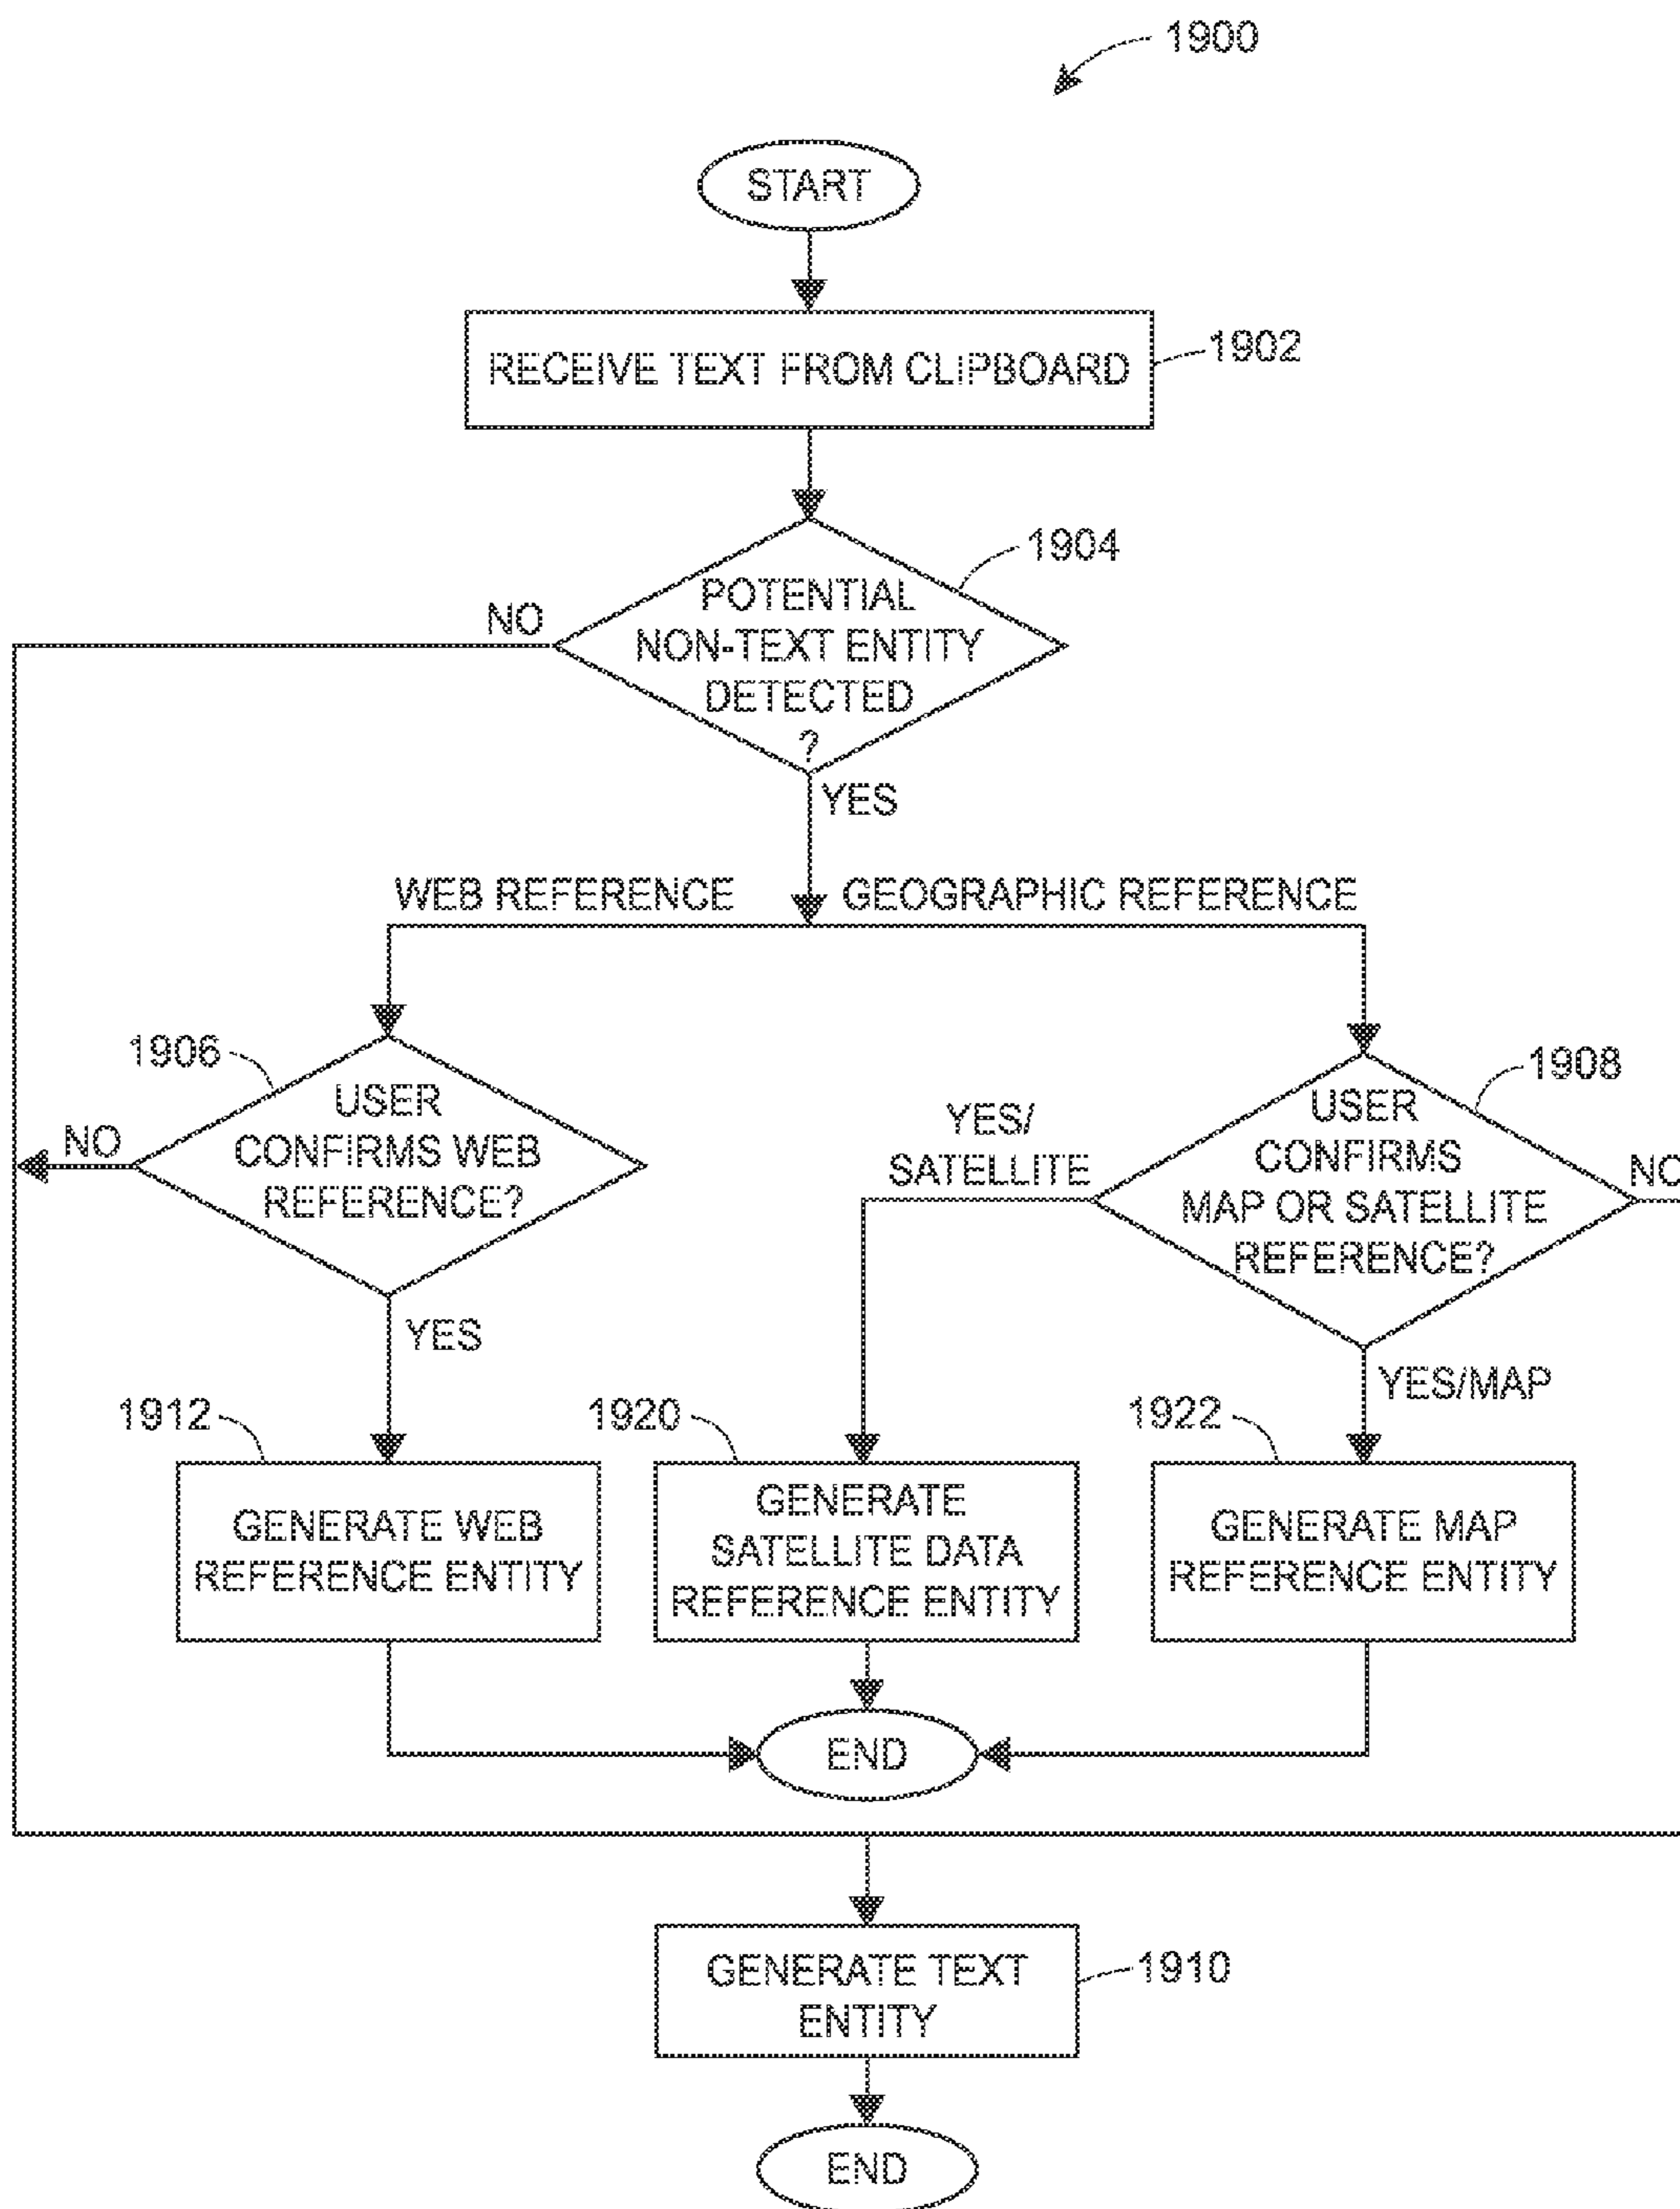 1900
START
RECEIVE TEXT FROM CLIPBOARD
1902
1904
POTENTIAL
NON-TEXT ENTITY
DETECTED
?
NO
YES
WEB REFERENCE
GEOGRAPHIC REFERENCE
1906
USER
CONFIRMS WEB
REFERENCE?
NO
YES
1908
USER
CONFIRMS
MAP OR SATELLITE
REFERENCE?
YES/
SATELLITE
NO
YES/MAP
1912
GENERATE WEB
REFERENCE ENTITY
1920
GENERATE
SATELLITE DATA
REFERENCE ENTITY
1922
GENERATE MAP
REFERENCE ENTITY
END
GENERATE TEXT
ENTITY
1910
END